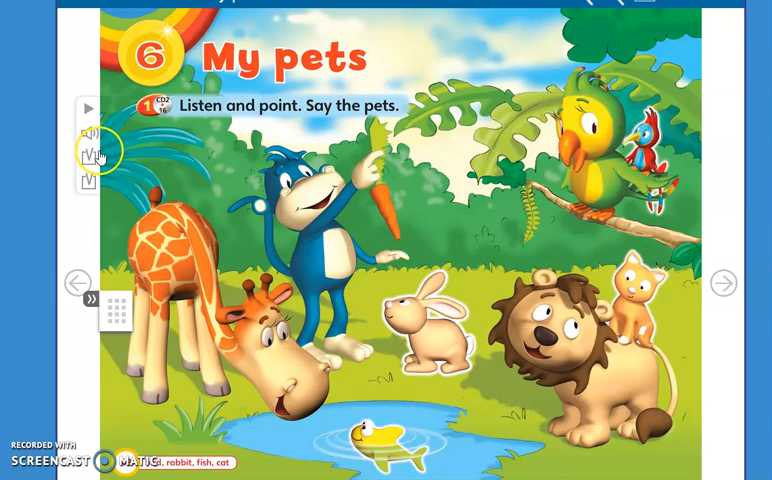 6 My pets
1 CD2 16 Listen and point. Say the pets.
RECORDED WITH
SCREENCAST MATIC
rabbit, fish, cat